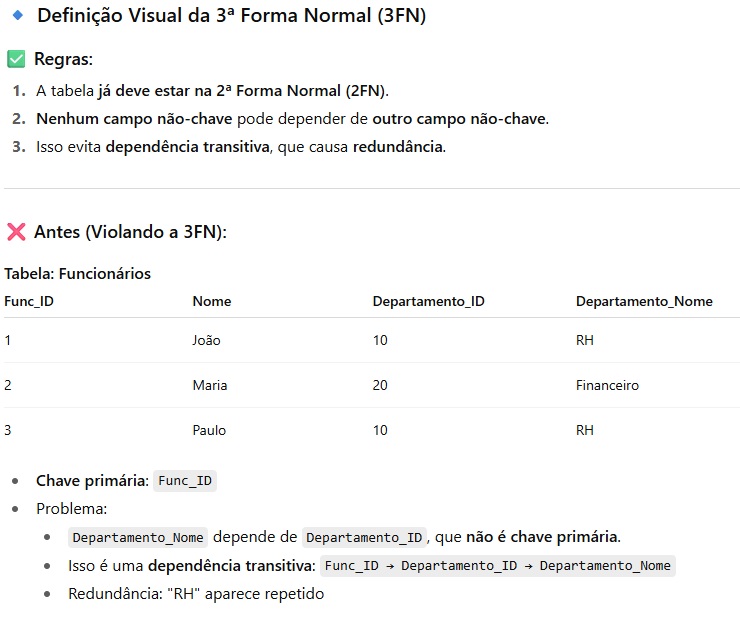 Definição Visual da 3ª Forma Normal (3FN)
Regras:
1. A tabela já deve estar na 2ª Forma Normal (2FN).
2. Nenhum campo não-chave pode depender de outro campo não-chave.
3. Isso evita dependência transitiva, que causa redundância.
Antes (Violando a 3FN):
Tabela: Funcionários
Func_ID Nome Departamento_ID Departamento_Nome
1 João 10 RH
2 Maria 20 Financeiro
3 Paulo 10 RH
Chave primária: Func_ID
Problema:
Departamento_Nome depende de Departamento_ID, que não é chave primária.
Isso é uma dependência transitiva: Func_ID → Departamento_ID → Departamento_Nome
Redundância: "RH" aparece repetido